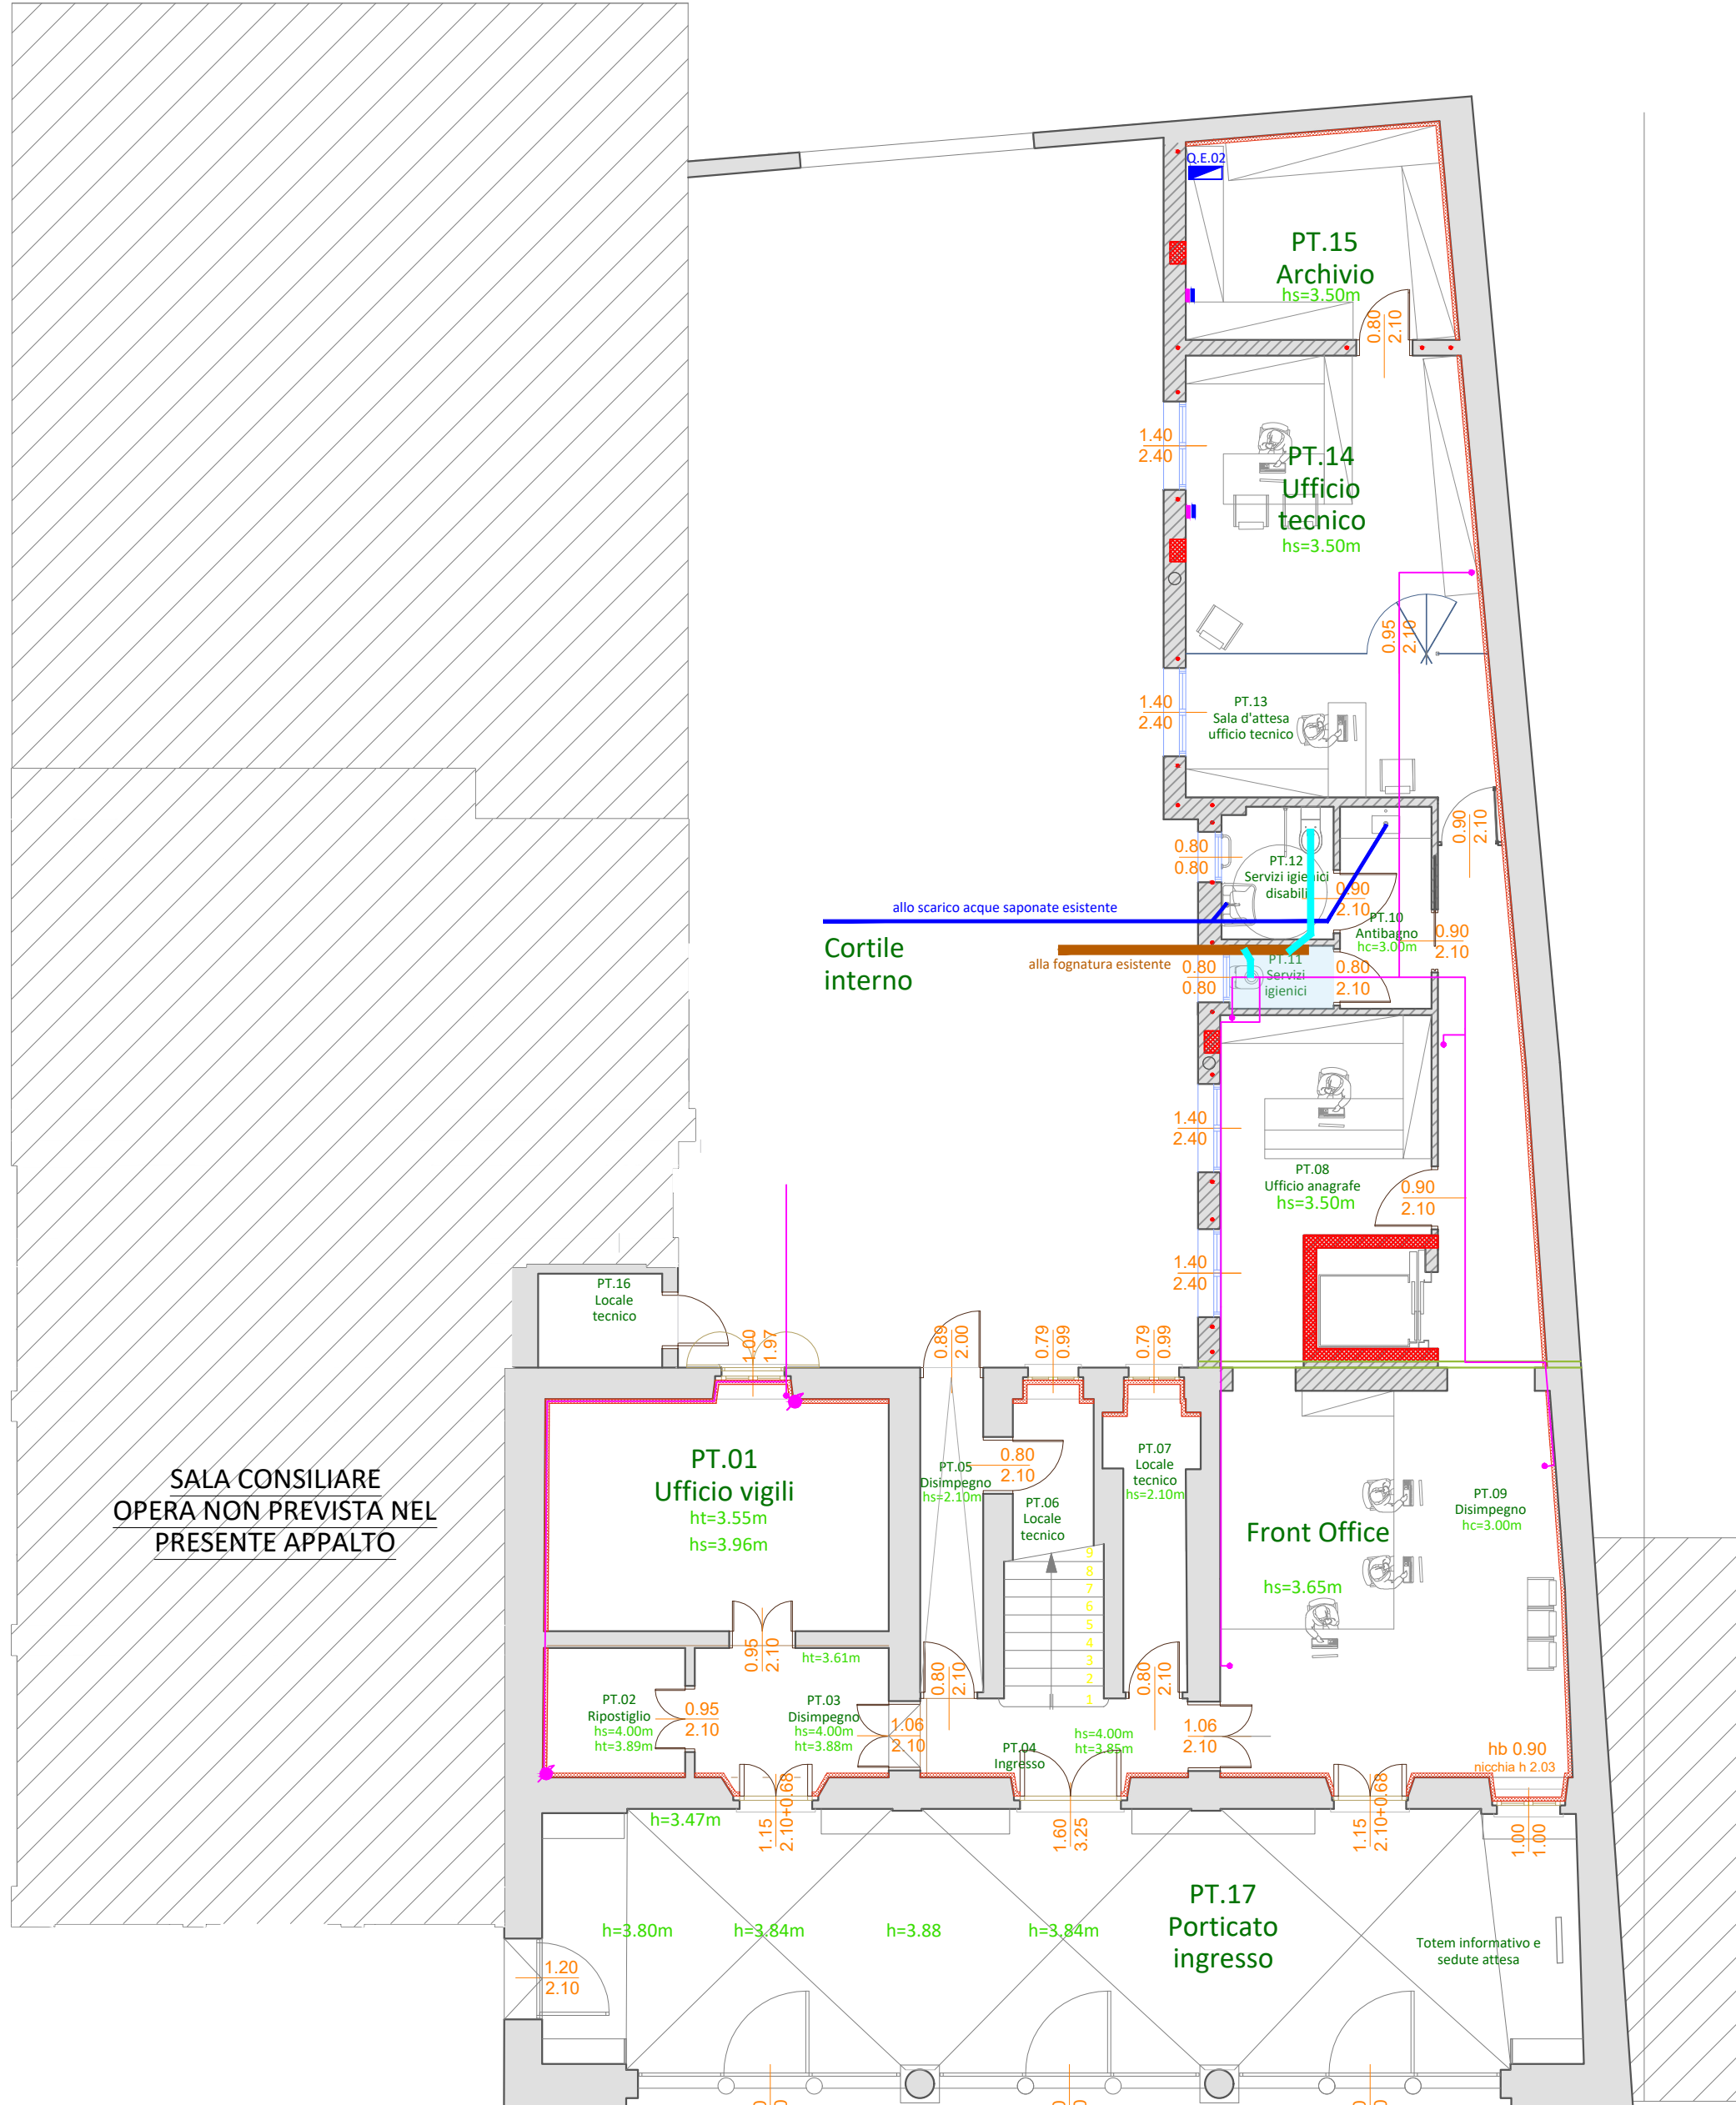 Q.E.02
PT.15
Archivio
hs=3.50m
0.80
2.10
1.40
2.40
PT.14
Ufficio
tecnico
hs=3.50m
0.95
2.10
1.40
2.40
PT.13
Sala d'attesa
ufficio tecnico
0.90
2.10
0.80
0.80
PT.12
Servizi igienici
disabili
0.90
2.10
allo scarico acque saponate esistente
PT.10
Antibagno
hc=3.00m
0.90
2.10
Cortile
interno
alla fognatura esistente
0.80
0.80
PT.11
Servizi
igienici
0.80
2.10
1.40
2.40
PT.08
Ufficio anagrafe
hs=3.50m
0.90
2.10
1.40
2.40
PT.16
Locale
tecnico
1.00
1.97
0.89
2.00
0.79
0.99
0.79
0.99
SALA CONSILIARE
OPERA NON PREVISTA NEL
PRESENTE APPALTO
PT.01
Ufficio vigili
ht=3.55m
hs=3.96m
PT.05
Disimpegno
hs=2.10m
0.80
2.10
PT.06
Locale
tecnico
PT.07
Locale
tecnico
hs=2.10m
Front Office
hs=3.65m
PT.09
Disimpegno
hc=3.00m
9
8
7
6
5
4
3
2
1
0.95
2.10
ht=3.61m
0.80
2.10
0.80
2.10
PT.02
Ripostiglio
hs=4.00m
ht=3.89m
0.95
2.10
PT.03
Disimpegno
hs=4.00m
ht=3.88m
1.06
2.10
PT.04
Ingresso
hs=4.00m
ht=3.85m
1.06
2.10
hb 0.90
nicchia h 2.03
h=3.47m
1.15
2.10+0.68
1.60
3.25
1.15
2.10+0.68
1.00
1.00
PT.17
Porticato
ingresso
h=3.80m
h=3.84m
h=3.88
h=3.84m
Totem informativo e
sedute attesa
1.20
2.10